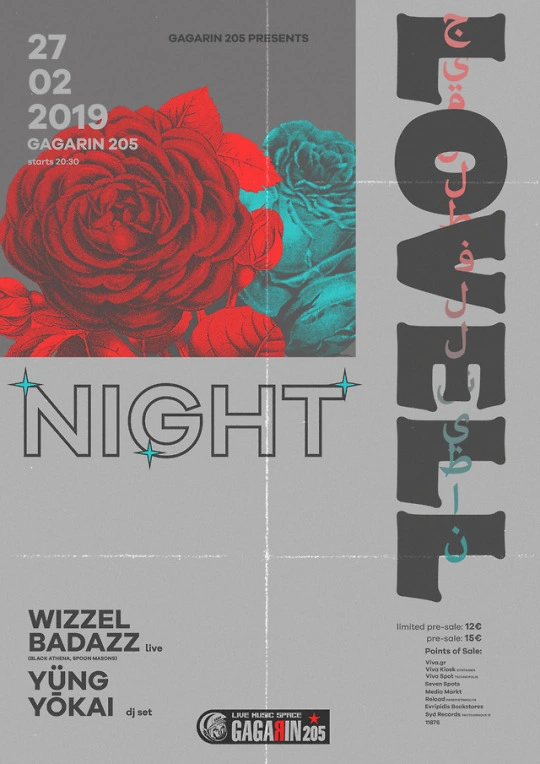 GAGARIN 205 PRESENTS
27
02
2019
GAGARIN 205
starts 20:30
LOVELL
NIGHT
WIZZEL
BADAZZ live
(BLACK ATHENA, SPOON MASONS)
YÜNG
YŌKAI dj set
limited pre-sale: 12€
pre-sale: 15€
Points of Sale:
Viva.gr
Viva Kiosk
Viva Spot
Seven Spots
Media Markt
Reload
Evripidis Bookstores
Syd Records
11876
LIVE MUSIC SPACE
GAGAЯIN 205